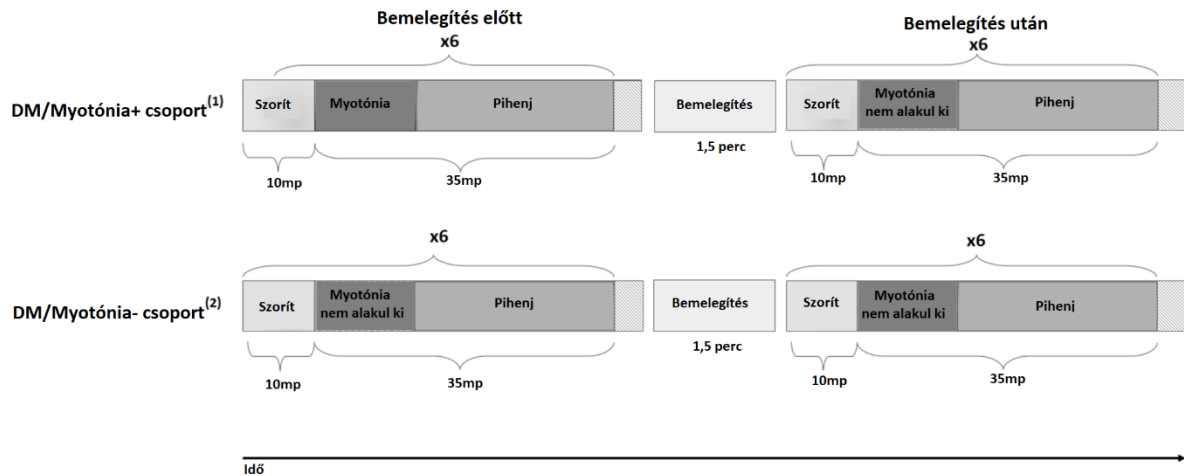 Bemelegítés előtt
Bemelegítés után
x6
x6
DM/Myotónia+ csoport(1)
Szorít
Myotónia
Pihenj
Bemelegítés
Szorít
Myotónia
nem alakul ki
Pihenj
1,5 perc
10mp
35mp
10mp
35mp
x6
x6
DM/Myotónia- csoport(2)
Szorít
Myotónia
nem alakul ki
Pihenj
Bemelegítés
Szorít
Myotónia
nem alakul ki
Pihenj
1,5 perc
10mp
35mp
10mp
35mp
Idő